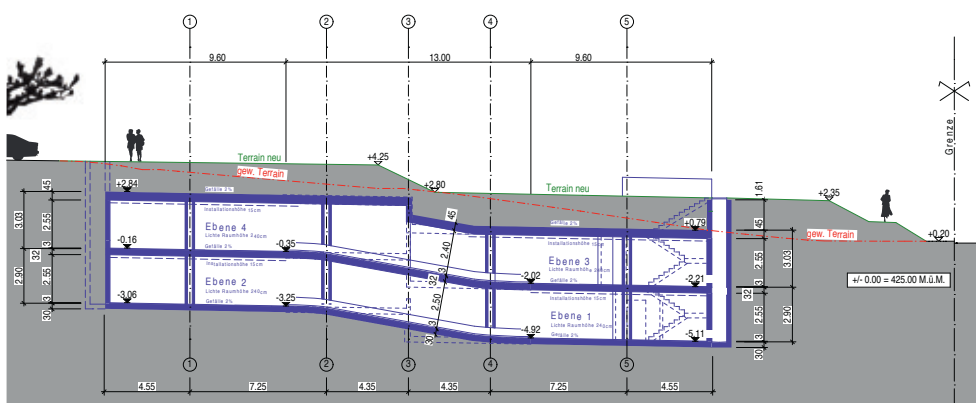 1 2 3 4 5
9.60 13.00 9.60
Grenze
Terrain neu
+4.25
gew. Terrain
+2.84
+2.80
Terrain neu
+2.35
1.61
45
Gefälle 2%
Installationshöhe 15cm
45
+0.79
45
gew. Terrain
+0.20
3.03
2.55
Ebene 4
Lichte Raumhöhe 240cm
Gefälle 2%
2.40
Gefälle 2%
Installationshöhe 15cm
Ebene 3
Lichte Raumhöhe 240cm
2.55
3.03
3
-0.16
-0.35
3
-2.02
-2.21
3
32
Installationshöhe 15cm
32
Gefälle 2%
Installationshöhe 15cm
32
+/- 0.00 = 425.00 M.ü.M.
2.90
2.55
Ebene 2
Lichte Raumhöhe 240cm
Gefälle 2%
2.50
Ebene 1
Lichte Raumhöhe 240cm
2.55
2.90
3
-3.06
-3.25
3
-4.92
-5.11
3
30
30
30
1 2 3 4 5
4.55 7.25 4.35 4.35 7.25 4.55